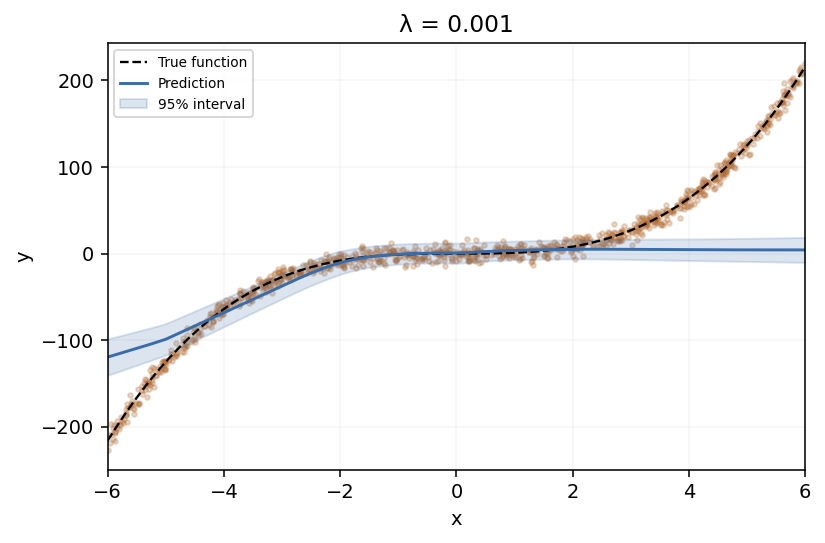 λ = 0.001
True function
Prediction
95% interval
200
100
0
−100
−200
y
−6
−4
−2
0
2
4
6
x